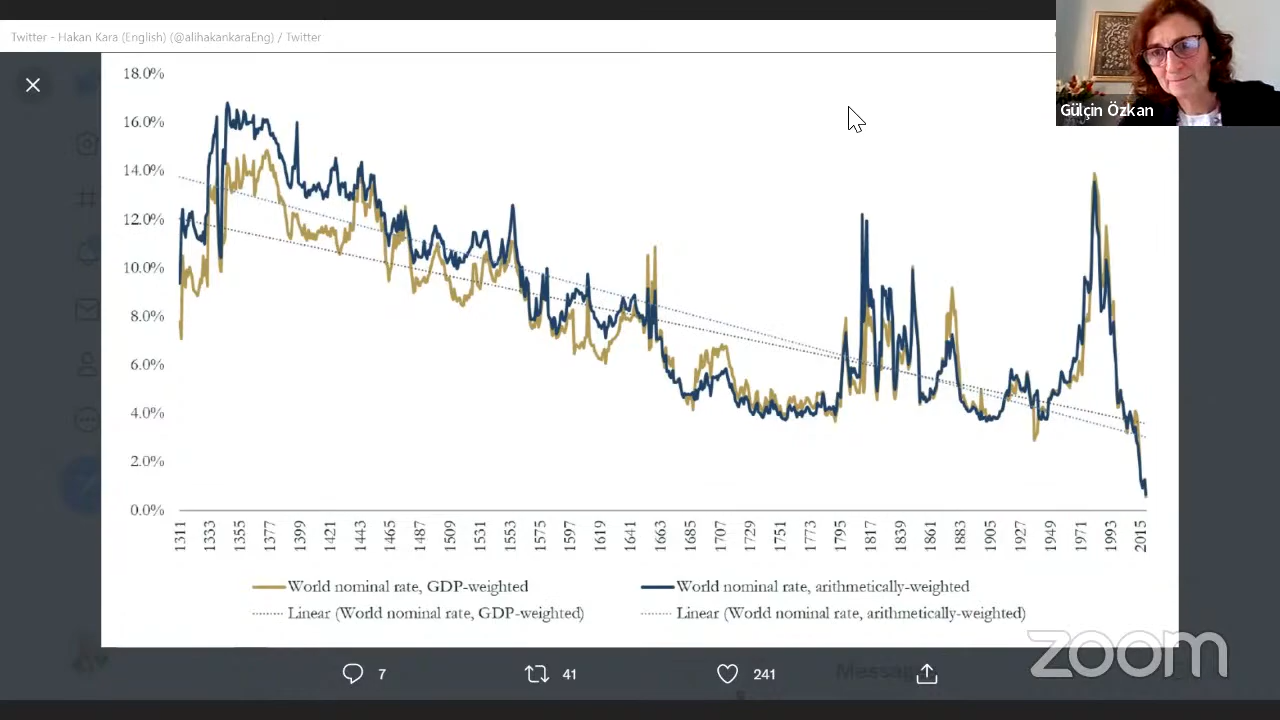 Twitter - Hakan Kara (English) (@alihakankaraEng) / Twitter
Gülçin Özkan
18.0%
16.0%
14.0%
12.0%
10.0%
8.0%
6.0%
4.0%
2.0%
0.0%
1311 1333 1355 1377 1399 1421 1443 1465 1487 1509 1531 1553 1575 1597 1619 1641 1663 1685 1707 1729 1751 1773 1795 1817 1839 1861 1883 1905 1927 1949 1971 1993 2015
World nominal rate, GDP-weighted World nominal rate, arithmetically-weighted
Linear (World nominal rate, GDP-weighted) Linear (World nominal rate, arithmetically-weighted)
7 41 241
zoom